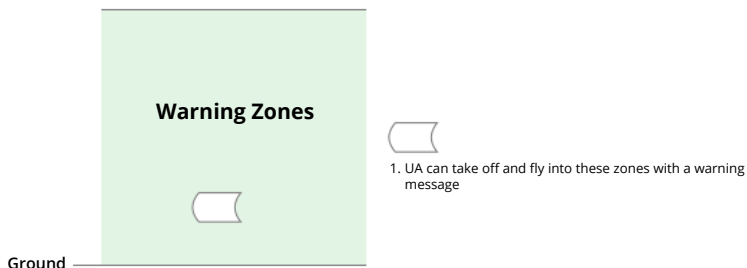 Warning Zones
1. UA can take off and fly into these zones with a warning
message
Ground